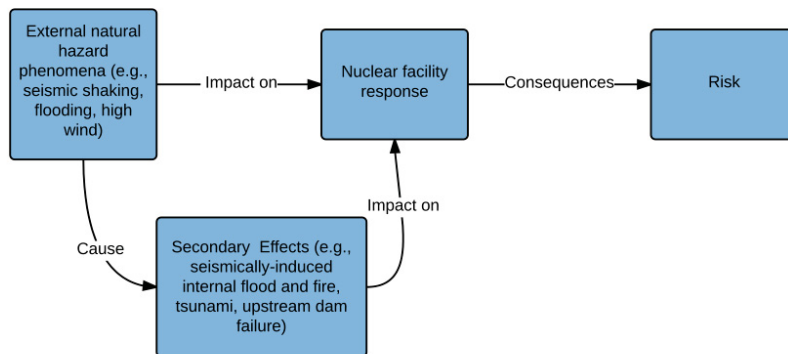 External natural
hazard
phenomena (e.g.,
seismic shaking,
flooding, high
wind)
Impact on
Nuclear facility
response
Consequences
Risk
Impact on
Cause
Secondary  Effects (e.g.,
seismically-induced
internal flood and fire,
tsunami, upstream dam
failure)